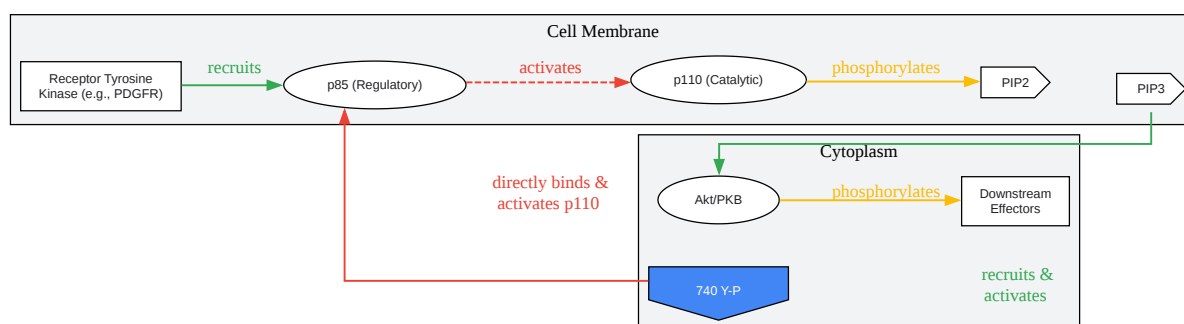 Cell Membrane
Receptor Tyrosine
Kinase (e.g., PDGFR)
recruits
p85 (Regulatory)
activates
p110 (Catalytic)
phosphorylates
PIP2
PIP3
Cytoplasm
directly binds &
activates p110
Akt/PKB
phosphorylates
Downstream
Effectors
740 Y-P
recruits &
activates